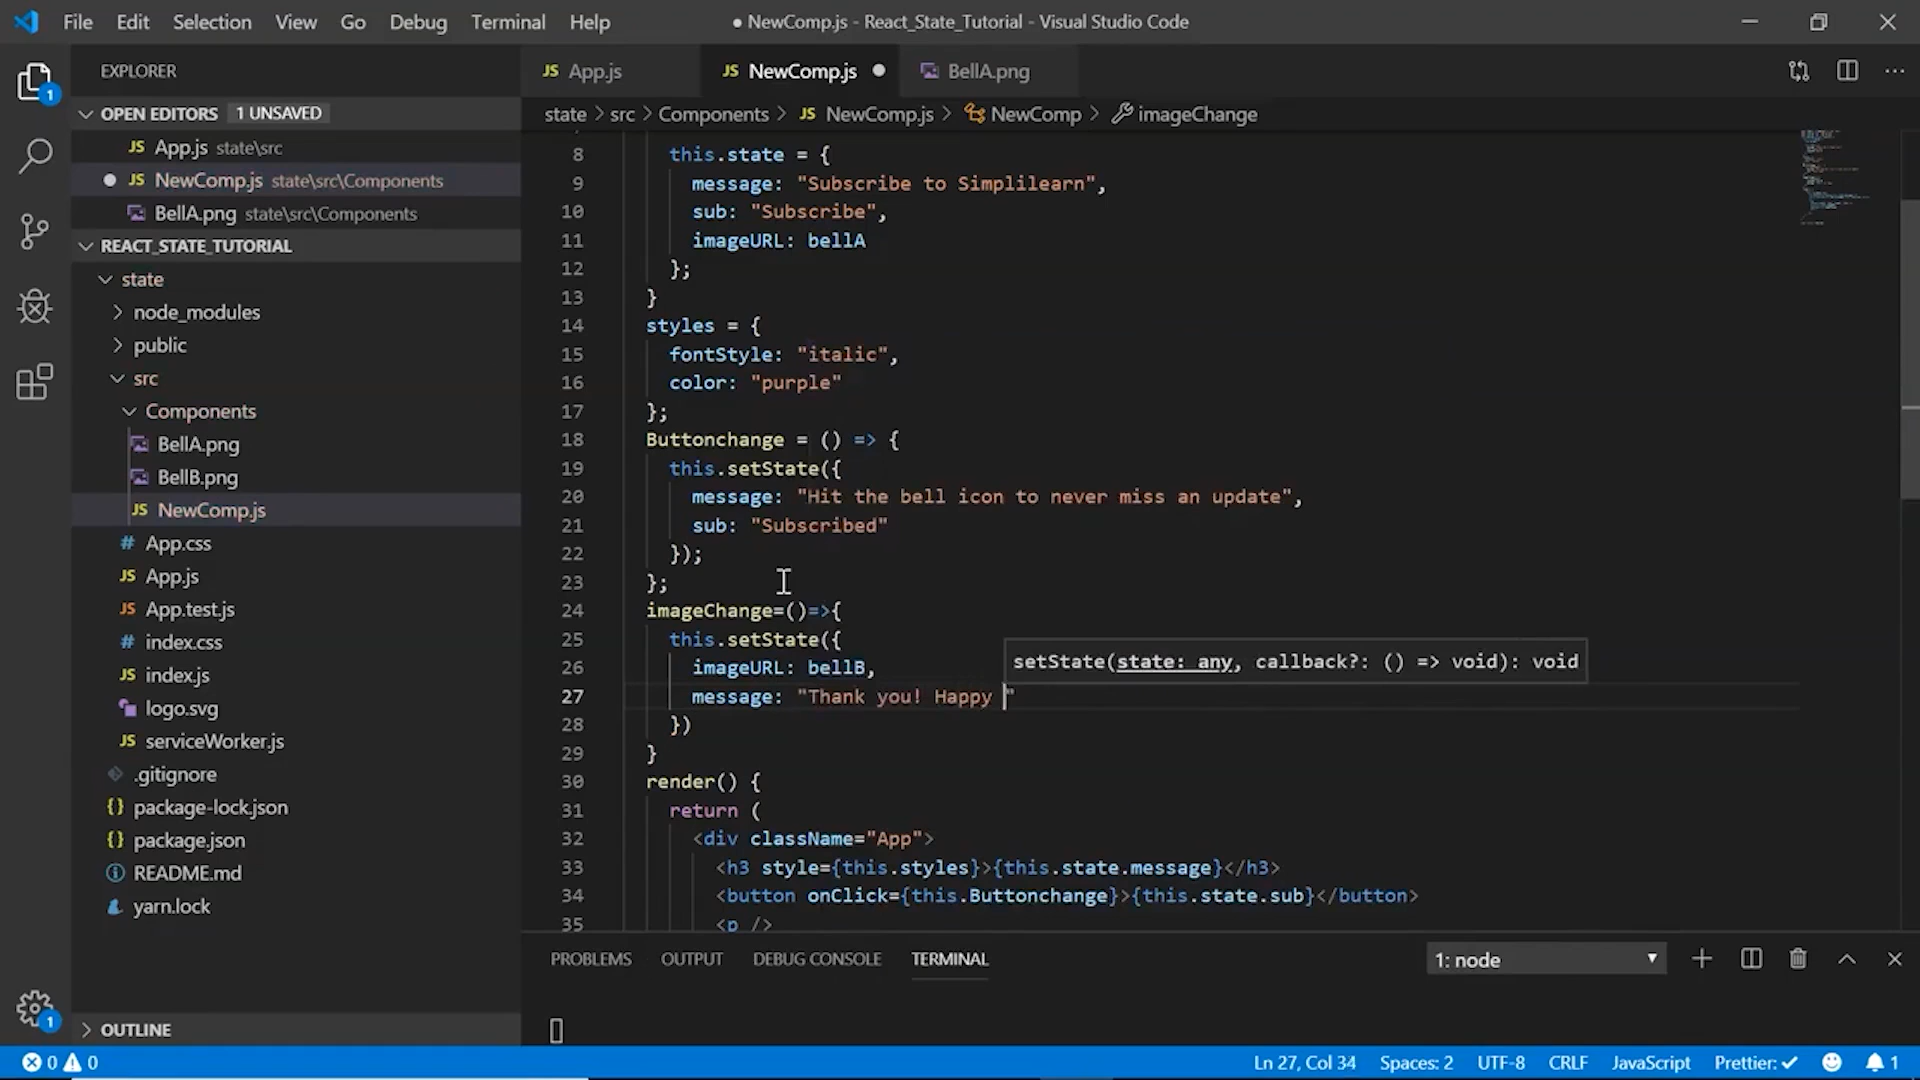 File Edit Selection View Go Debug Terminal Help ● NewComp.js - React_State_Tutorial - Visual Studio Code
EXPLORER
JS App.js JS NewComp.js ● BellA.png
1
OPEN EDITORS 1 UNSAVED
state > src > Components > JS NewComp.js > NewComp > imageChange
JS App.js state\src
● JS NewComp.js state\src\Components
BellA.png state\src\Components
REACT_STATE_TUTORIAL
state
node_modules
public
src
Components
BellA.png
BellB.png
JS NewComp.js
# App.css
JS App.js
JS App.test.js
# index.css
JS index.js
logo.svg
JS serviceWorker.js
.gitignore
{} package-lock.json
{} package.json
README.md
yarn.lock
OUTLINE
1
8 this.state = {
9 message: "Subscribe to Simplilearn",
10 sub: "Subscribe",
11 imageURL: bellA
12 };
13 }
14 styles = {
15 fontStyle: "italic",
16 color: "purple"
17 };
18 Buttonchange = () => {
19 this.setState({
20 message: "Hit the bell icon to never miss an update",
21 sub: "Subscribed"
22 });
23 };
24 imageChange=()=>{
25 this.setState({
setState(state: any, callback?: () => void): void
26 imageURL: bellB,
27 message: "Thank you! Happy "
28 })
29 }
30 render() {
31 return (
32 <div className="App">
33 <h3 style={this.styles}>{this.state.message}</h3>
34 <button onClick={this.Buttonchange}>{this.state.sub}</button>
35 <p />
PROBLEMS OUTPUT DEBUG CONSOLE TERMINAL 1: node
0 0 Ln 27, Col 34 Spaces: 2 UTF-8 CRLF JavaScript Prettier: ✓ 1